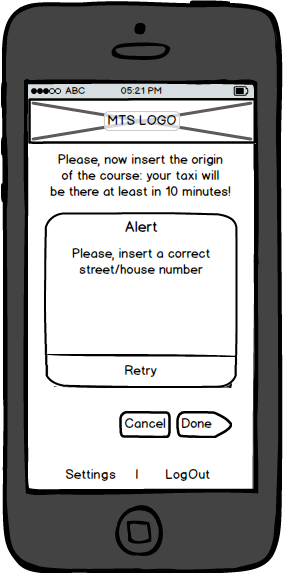 ABC 05:21 PM
MTS LOGO
Please, now insert the origin
of the course: your taxi will
be there at least in 10 minutes!
Alert
Please, insert a correct
street/house number
Retry
Cancel Done
Settings | LogOut